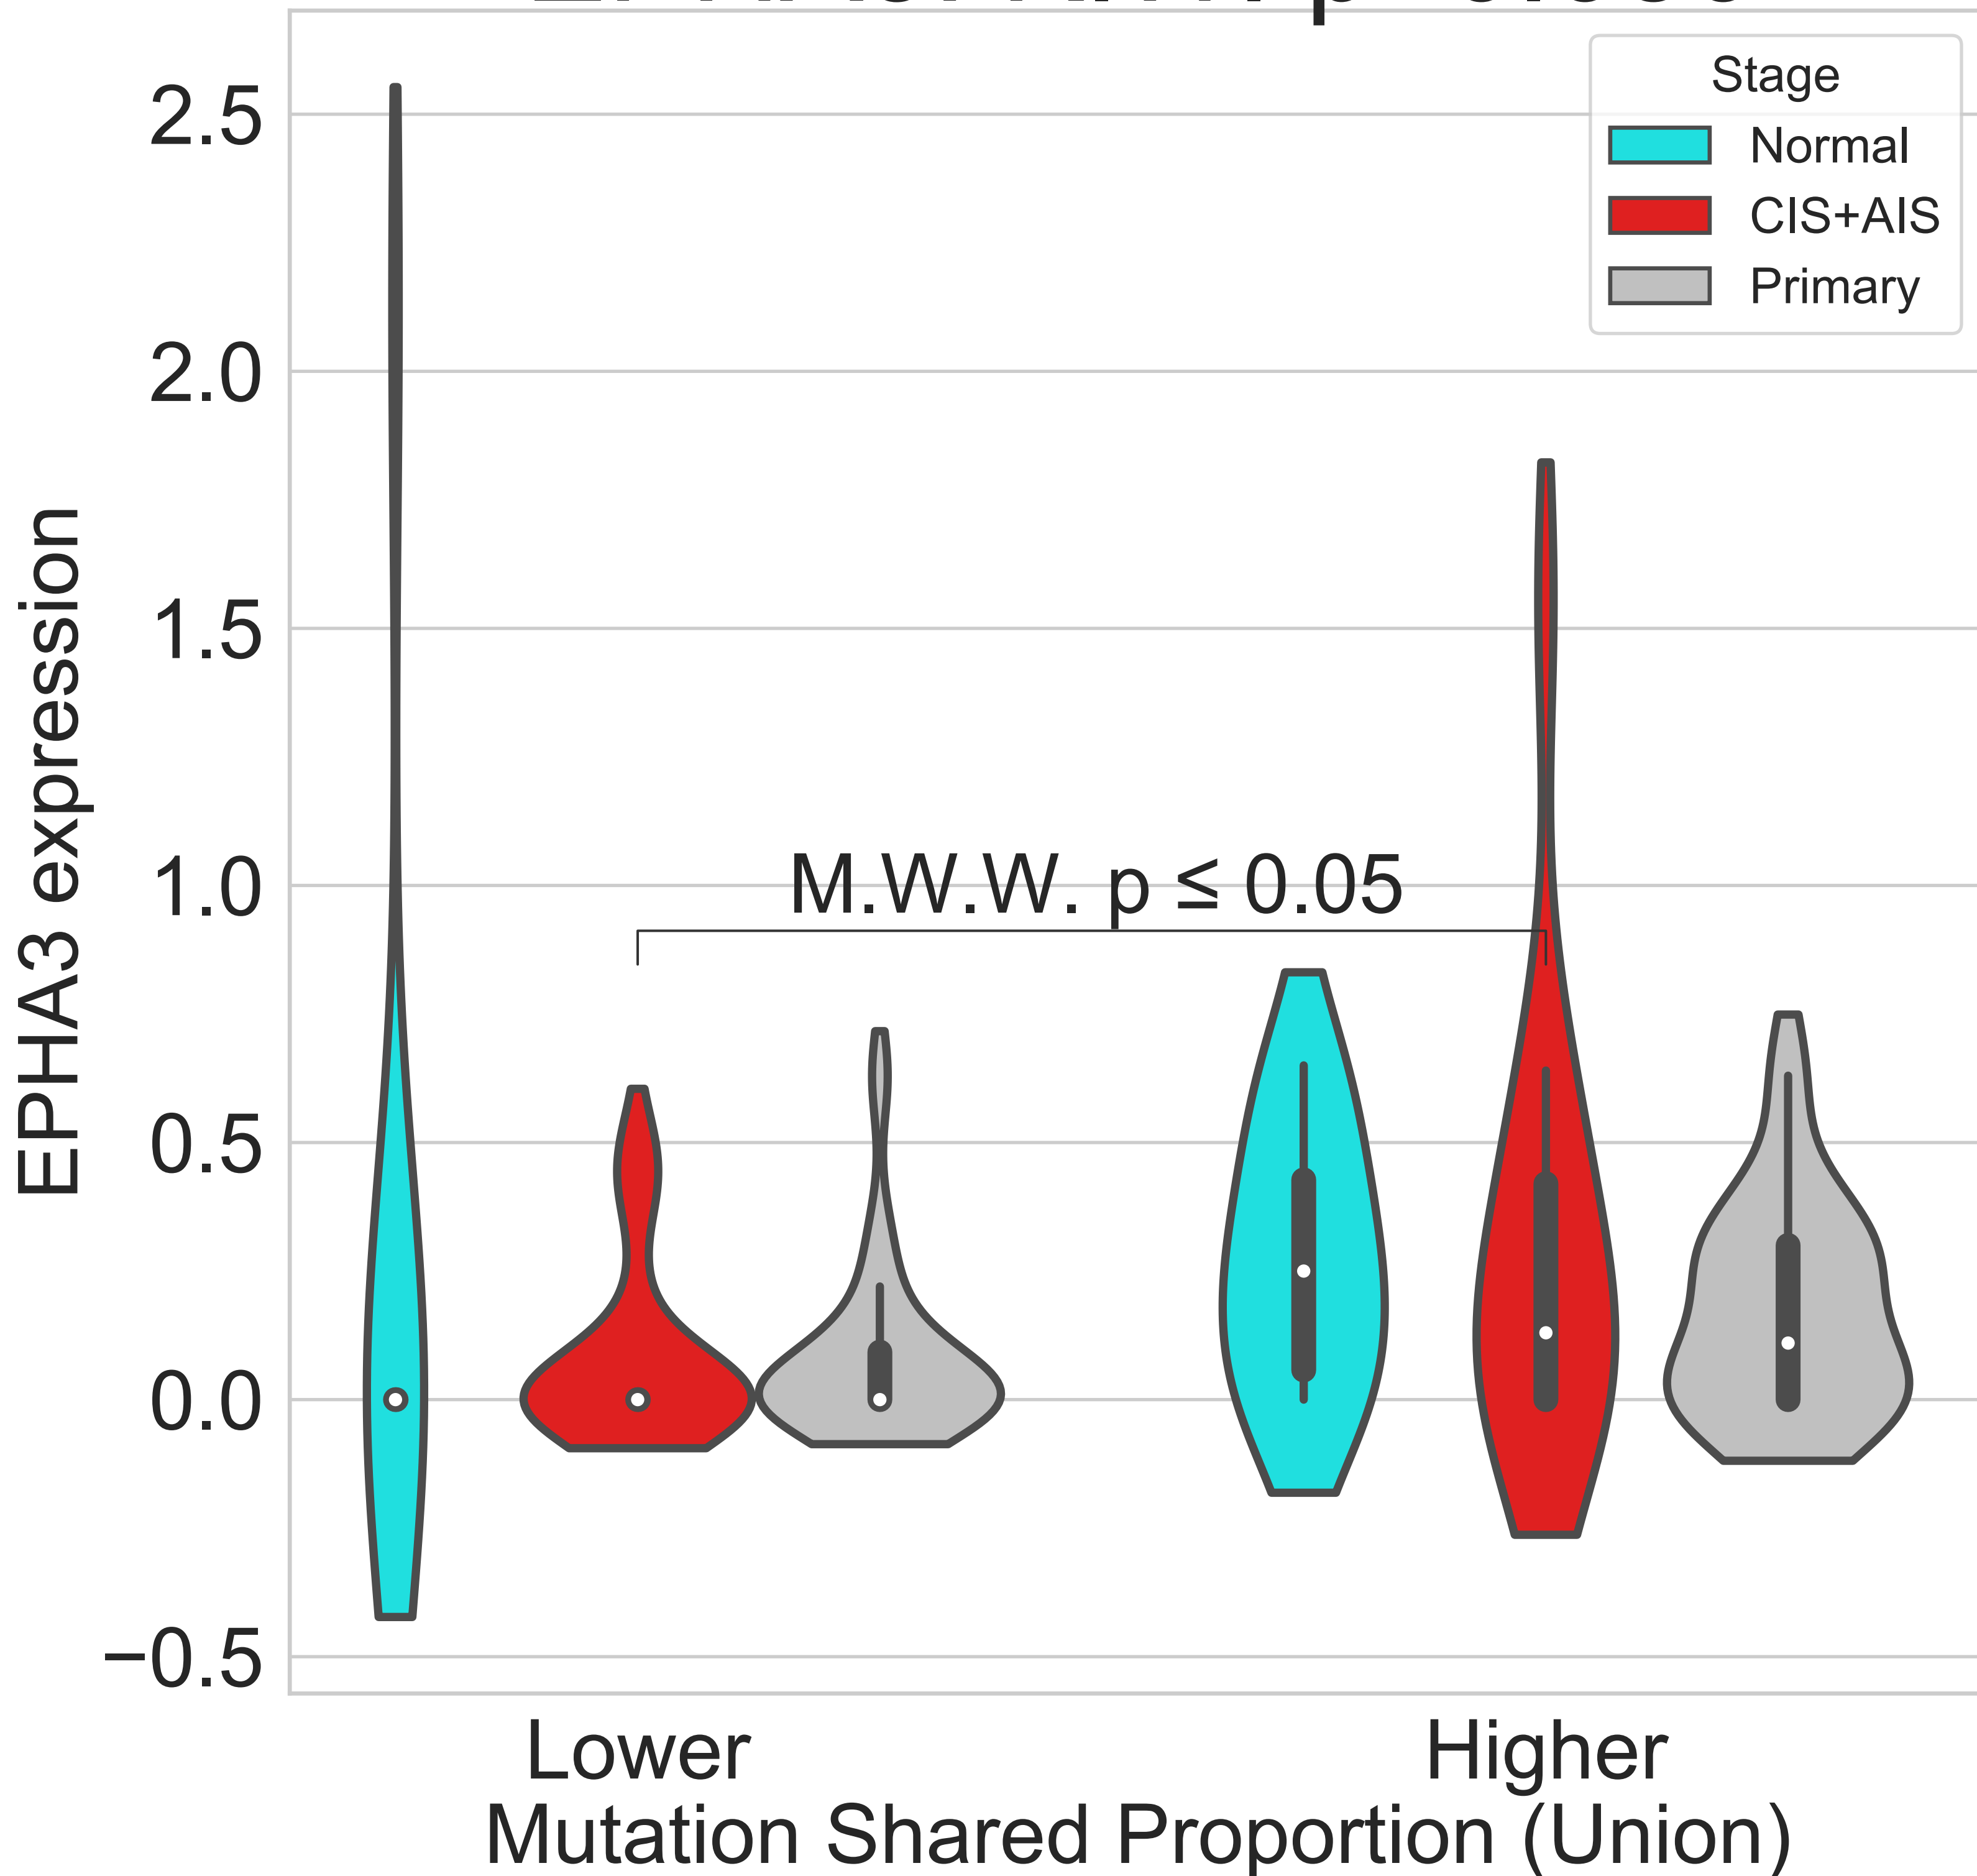 Stage
Normal
CIS+AIS
Primary
2.5
2.0
1.5
1.0
0.5
0.0
−0.5
EPHA3 expression
M.W.W. p ≤ 0.05
Lower
Higher
Mutation Shared Proportion (Union)